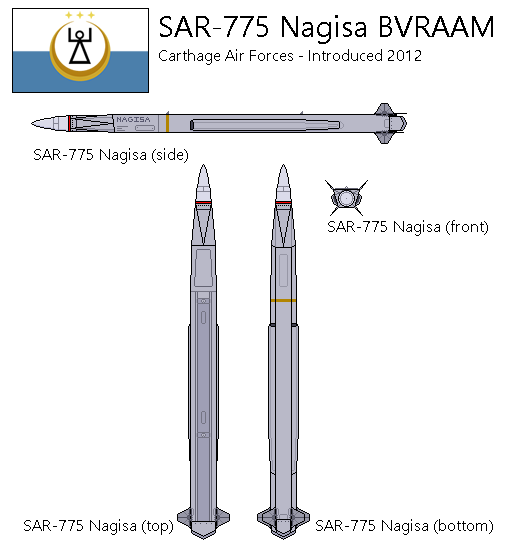 SAR-775 Nagisa BVRAAM
Carthage Air Forces - Introduced 2012
NAGISA
SAR-775 Nagisa (side)
SAR-775 Nagisa (front)
SAR-775 Nagisa (top)
SAR-775 Nagisa (bottom)